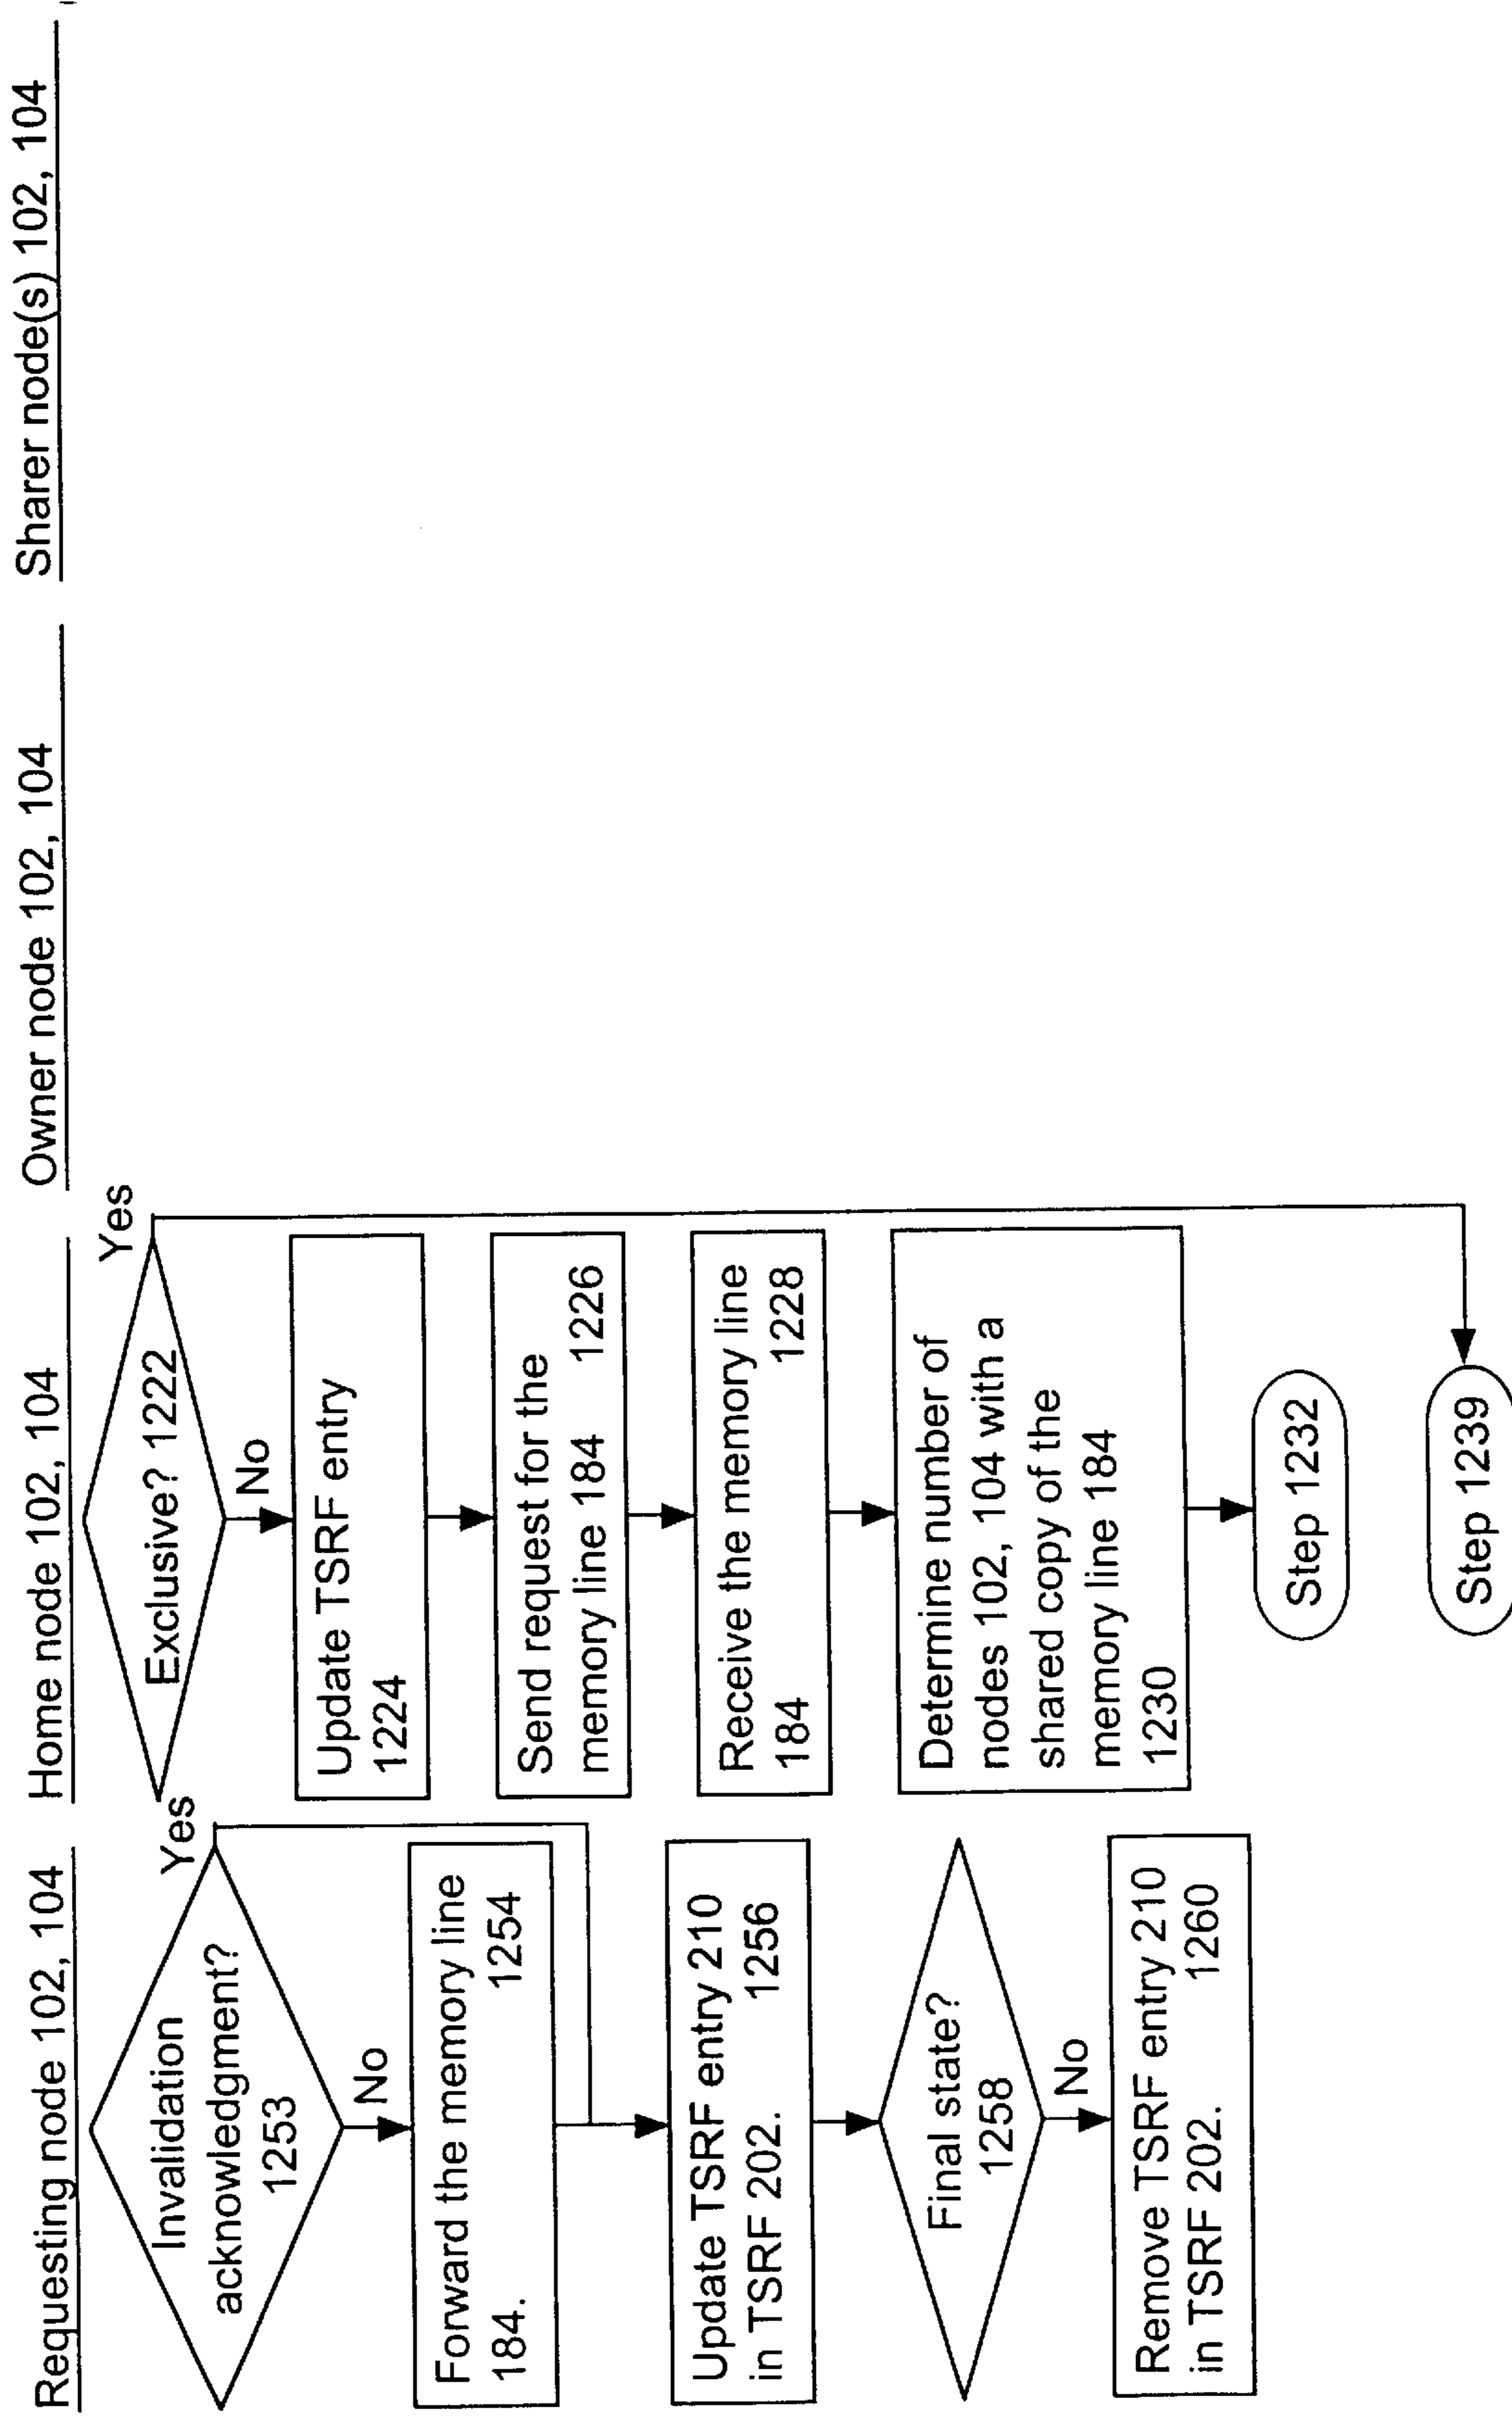 Requesting node 102, 104
Invalidation
acknowledgment?
1253
Yes
No
Forward the memory line
184. 1254
Update TSRF entry 210
in TSRF 202. 1256
Final state?
1258
No
Remove TSRF entry 210
in TSRF 202. 1260
Home node 102, 104
Exclusive? 1222
Yes
No
Update TSRF entry
1224
Send request for the
memory line 184 1226
Receive the memory line
184 1228
Determine number of
nodes 102, 104 with a
shared copy of the
memory line 184
1230
Step 1232
Step 1239
Owner node 102, 104
Sharer node(s) 102, 104